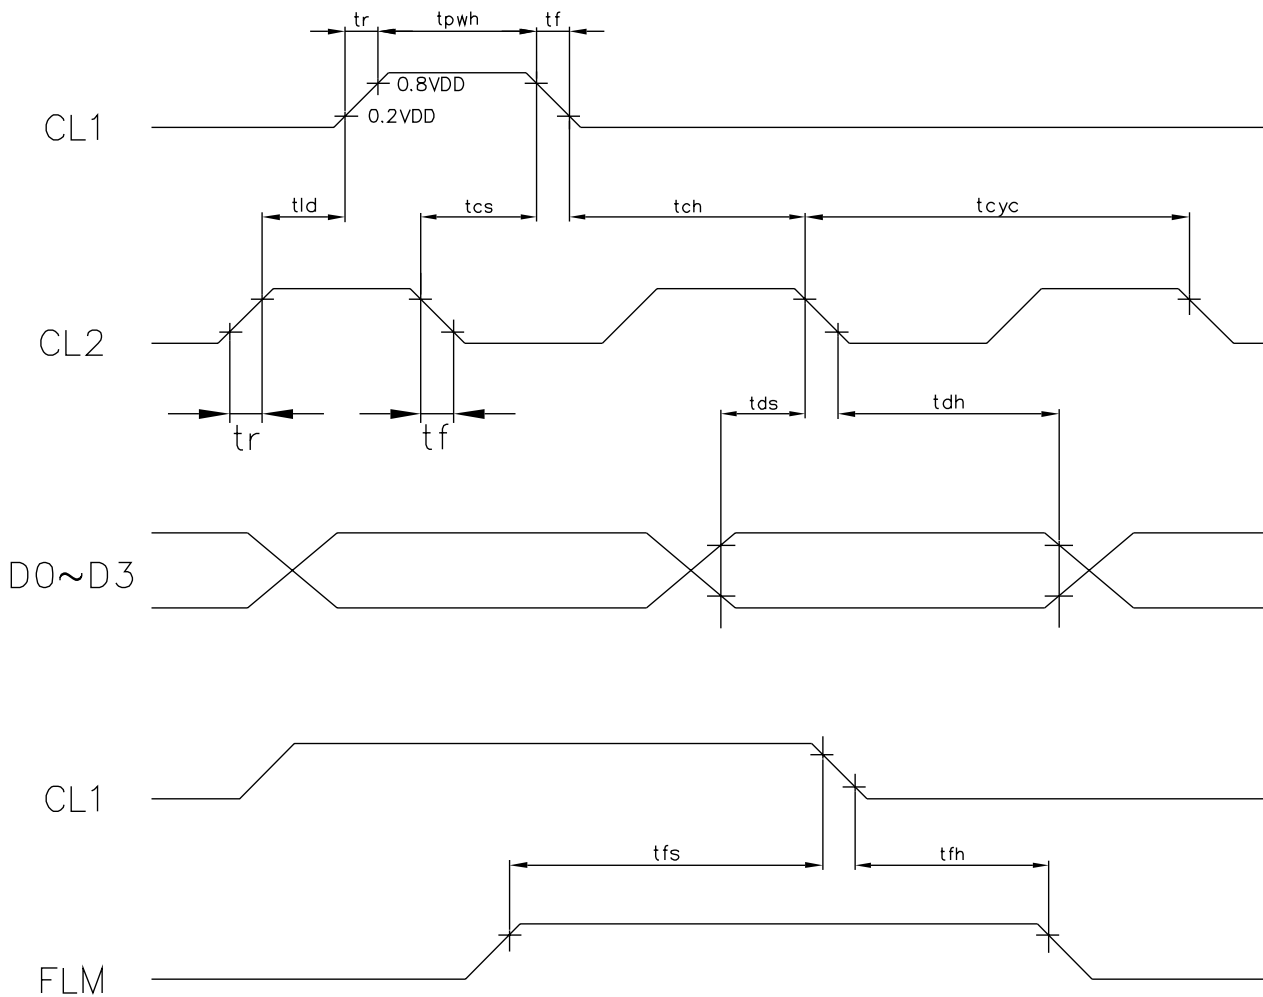 tr tpwh tf
0.8VDD
CL1 0.2VDD
tld tcs tch tcyc
CL2
tds tdh
tr tf
D0~D3
CL1
tfs tfh
FLM